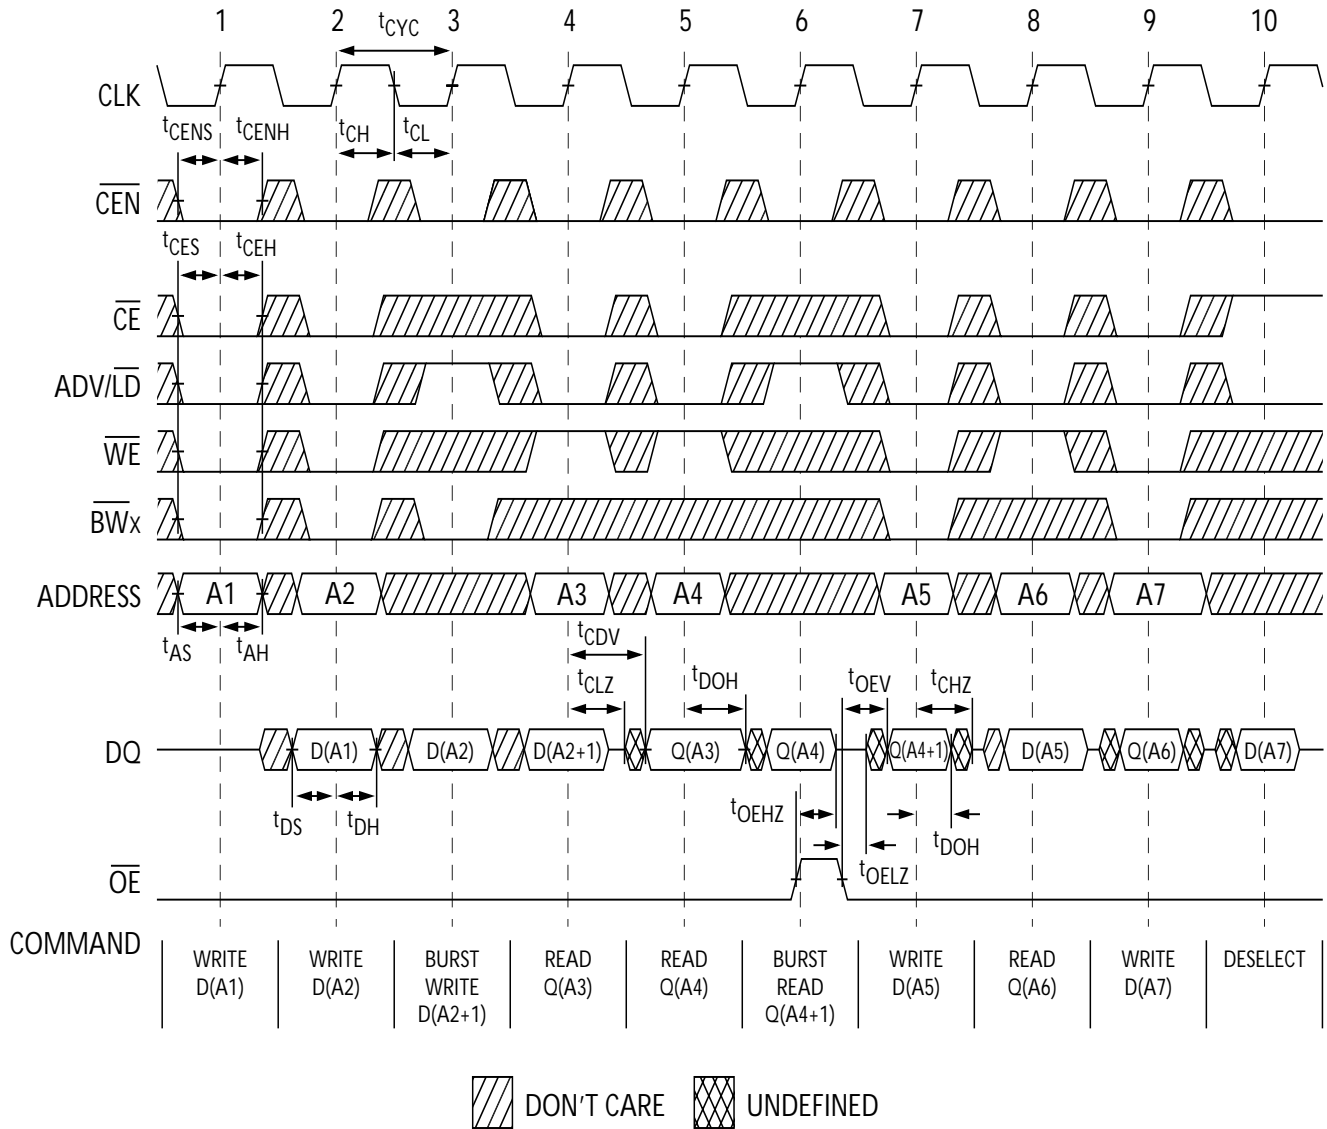 1 2 3 4 5 6 7 8 9 10
tCYC
CLK
tCENS tCENH tCH tCL
CEN
tCES tCEH
CE
ADV/LD
WE
BWx
ADDRESS A1 A2 A3 A4 A5 A6 A7
tAS tAH tCDV
tCLZ tDOH tOEV tCHZ
DQ D(A1) D(A2) D(A2+1) Q(A3) Q(A4) Q(A4+1) D(A5) Q(A6) D(A7)
tDS tDH tOEHZ tDOH
tOELZ
OE
COMMAND
WRITE WRITE BURST READ READ BURST WRITE READ WRITE DESELECT
D(A1) D(A2) WRITE Q(A3) Q(A4) READ D(A5) Q(A6) D(A7)
D(A2+1) Q(A4+1)
DON'T CARE UNDEFINED